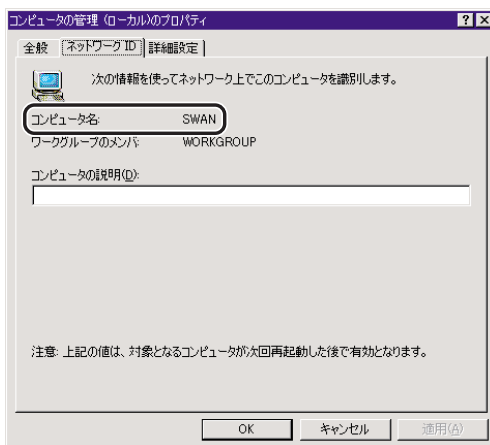 コンピュータの管理 (ローカル)のプロパティ
全般 ネットワーク ID 詳細設定
次の情報を使ってネットワーク上でこのコンピュータを識別します。
コンピュータ名: SWAN
ワークグループのメンバ: WORKGROUP
コンピュータの説明(D):
注意: 上記の値は、対象となるコンピュータが次回再起動した後で有効となります。
OK キャンセル 適用(A)